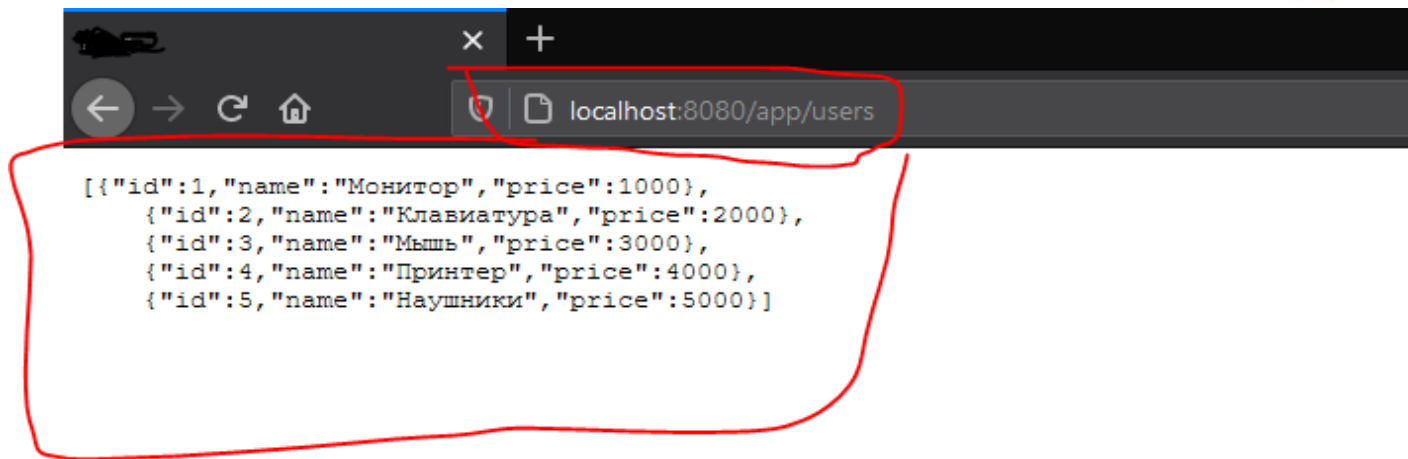 localhost:8080/app/users
[{"id":1,"name":"Монитор","price":1000},
{"id":2,"name":"Клавиатура","price":2000},
{"id":3,"name":"Мышь","price":3000},
{"id":4,"name":"Принтер","price":4000},
{"id":5,"name":"Наушники","price":5000}]